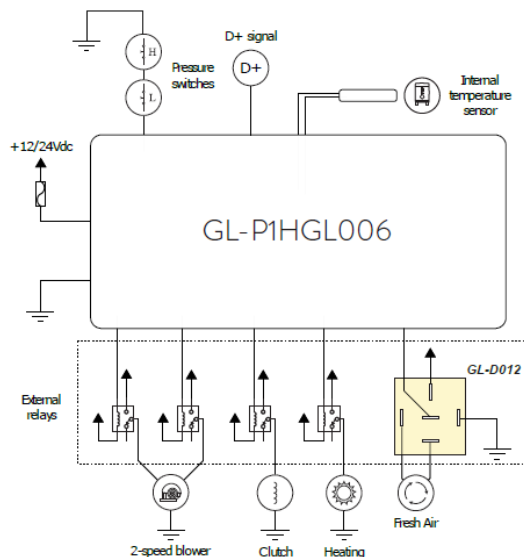 D+ signal
H
D+
Pressure
switches
L
Internal
temperature
sensor
+12/24Vdc
GL-P1HGL006
GL-D012
External
relays
Fresh Air
2-speed blower
Clutch
Heating